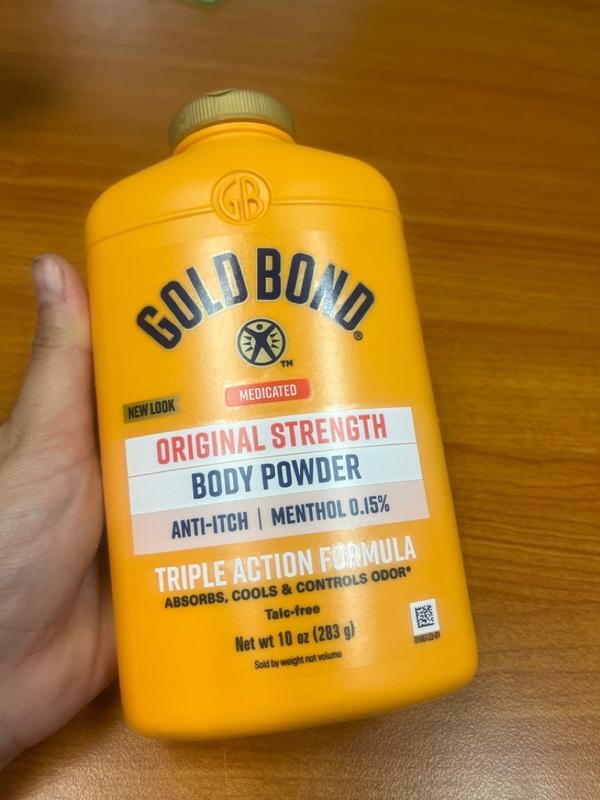 GB
GOLD BOND®
TM
MEDICATED
NEW LOOK
ORIGINAL STRENGTH
BODY POWDER
ANTI-ITCH | MENTHOL 0.15%
TRIPLE ACTION FORMULA
ABSORBS, COOLS & CONTROLS ODOR*
Talc-free
Net wt 10 oz (283 g)
Sold by weight not volume